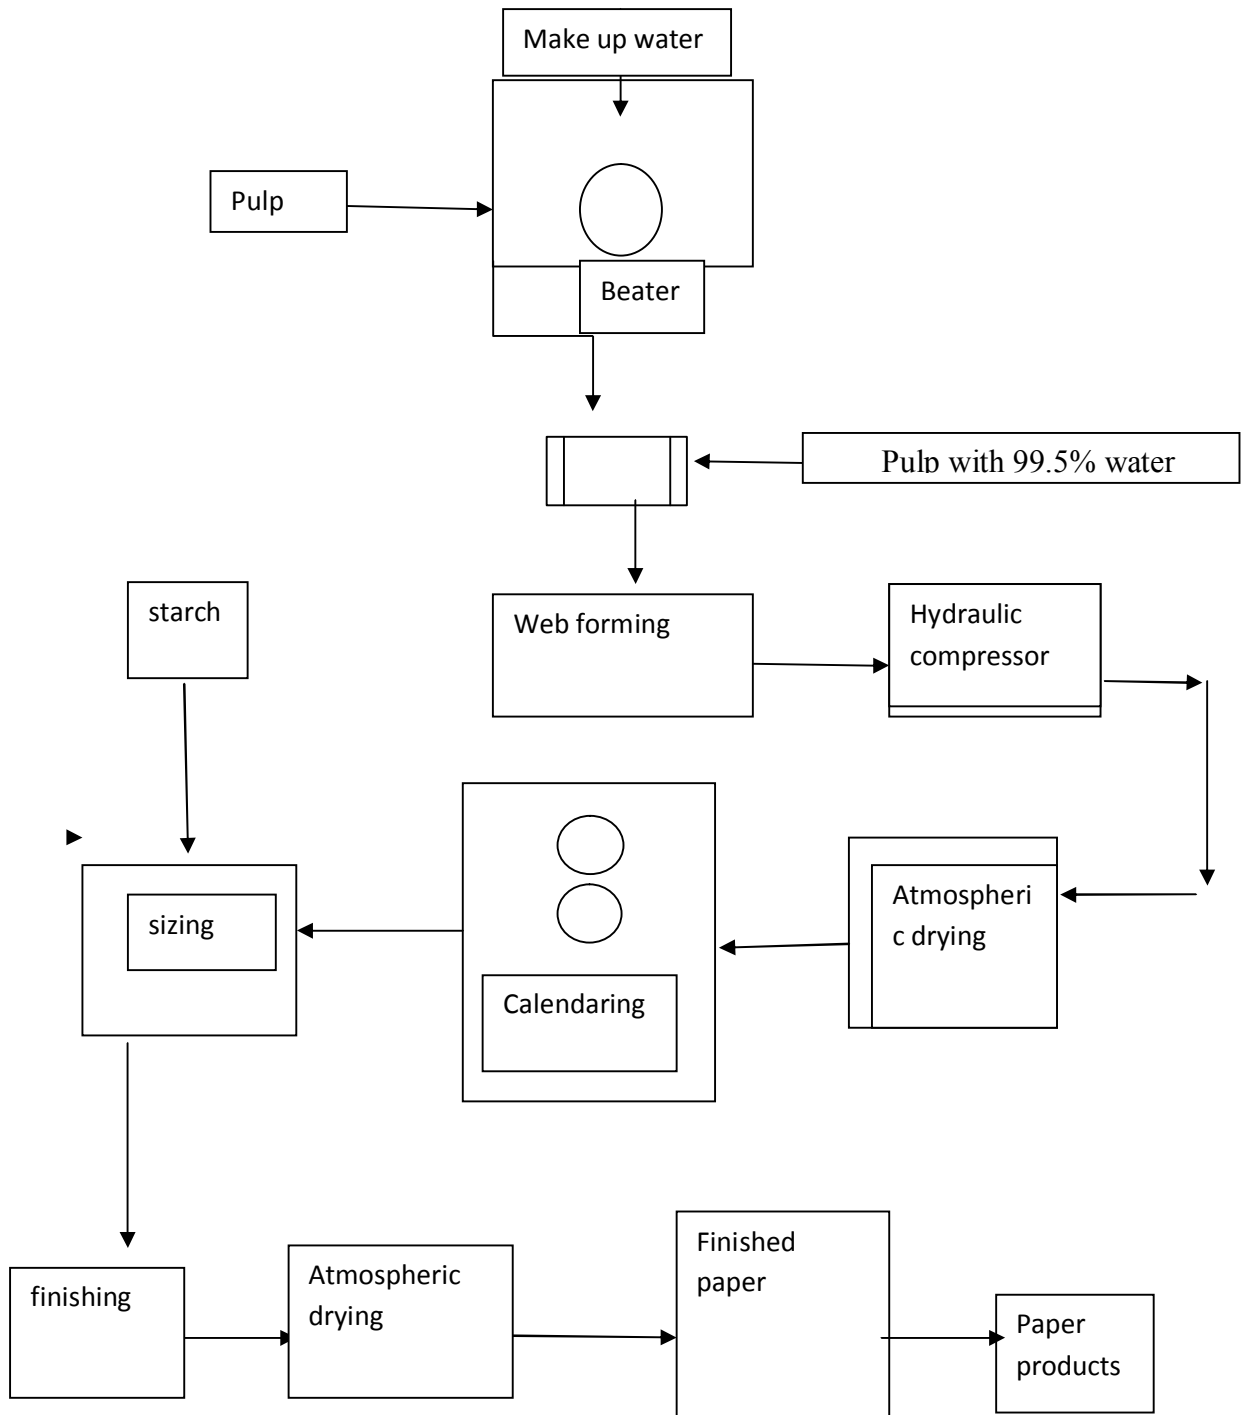 Make up water
Pulp
Beater
Pulp with 99.5% water
starch
Web forming
Hydraulic
compressor
sizing
Calendaring
Atmospheri
c drying
finishing
Atmospheric
drying
Finished
paper
Paper
products